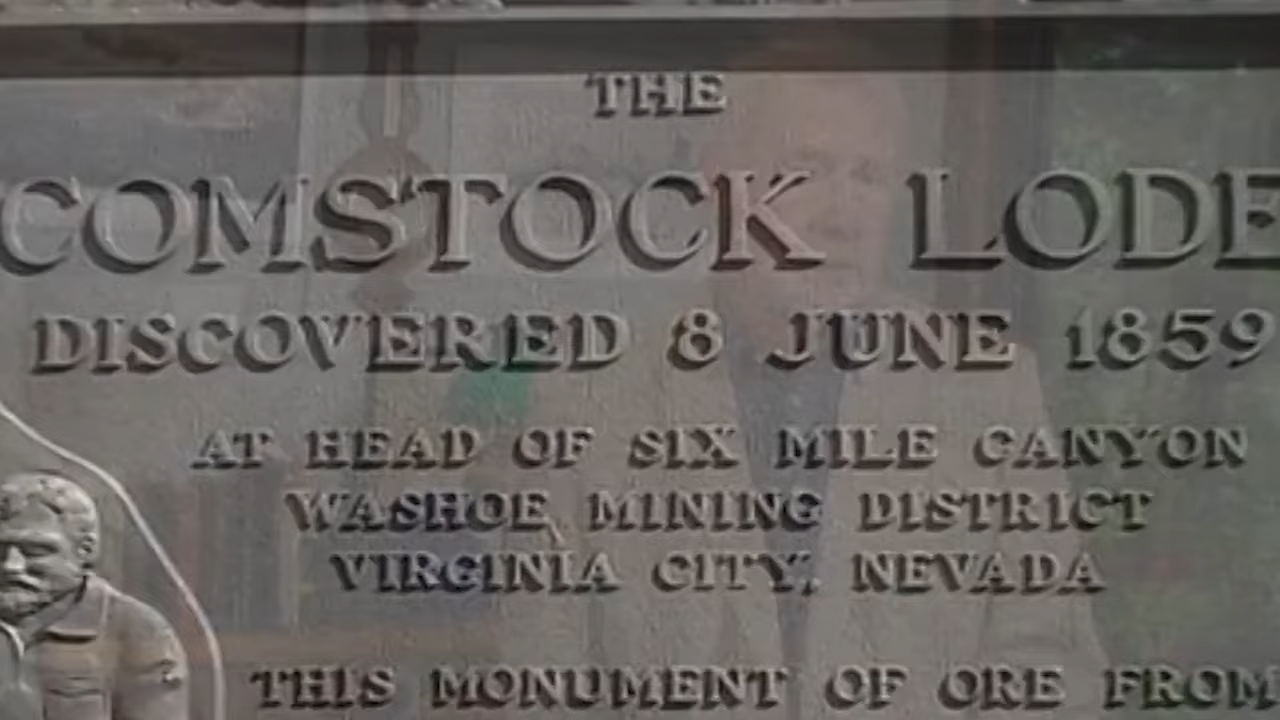 THE
COMSTOCK LODE
DISCOVERED 8 JUNE 1859
AT HEAD OF SIX MILE CANYON
WASHOE MINING DISTRICT
VIRGINIA CITY, NEVADA
THIS MONUMENT OF ORE FROM